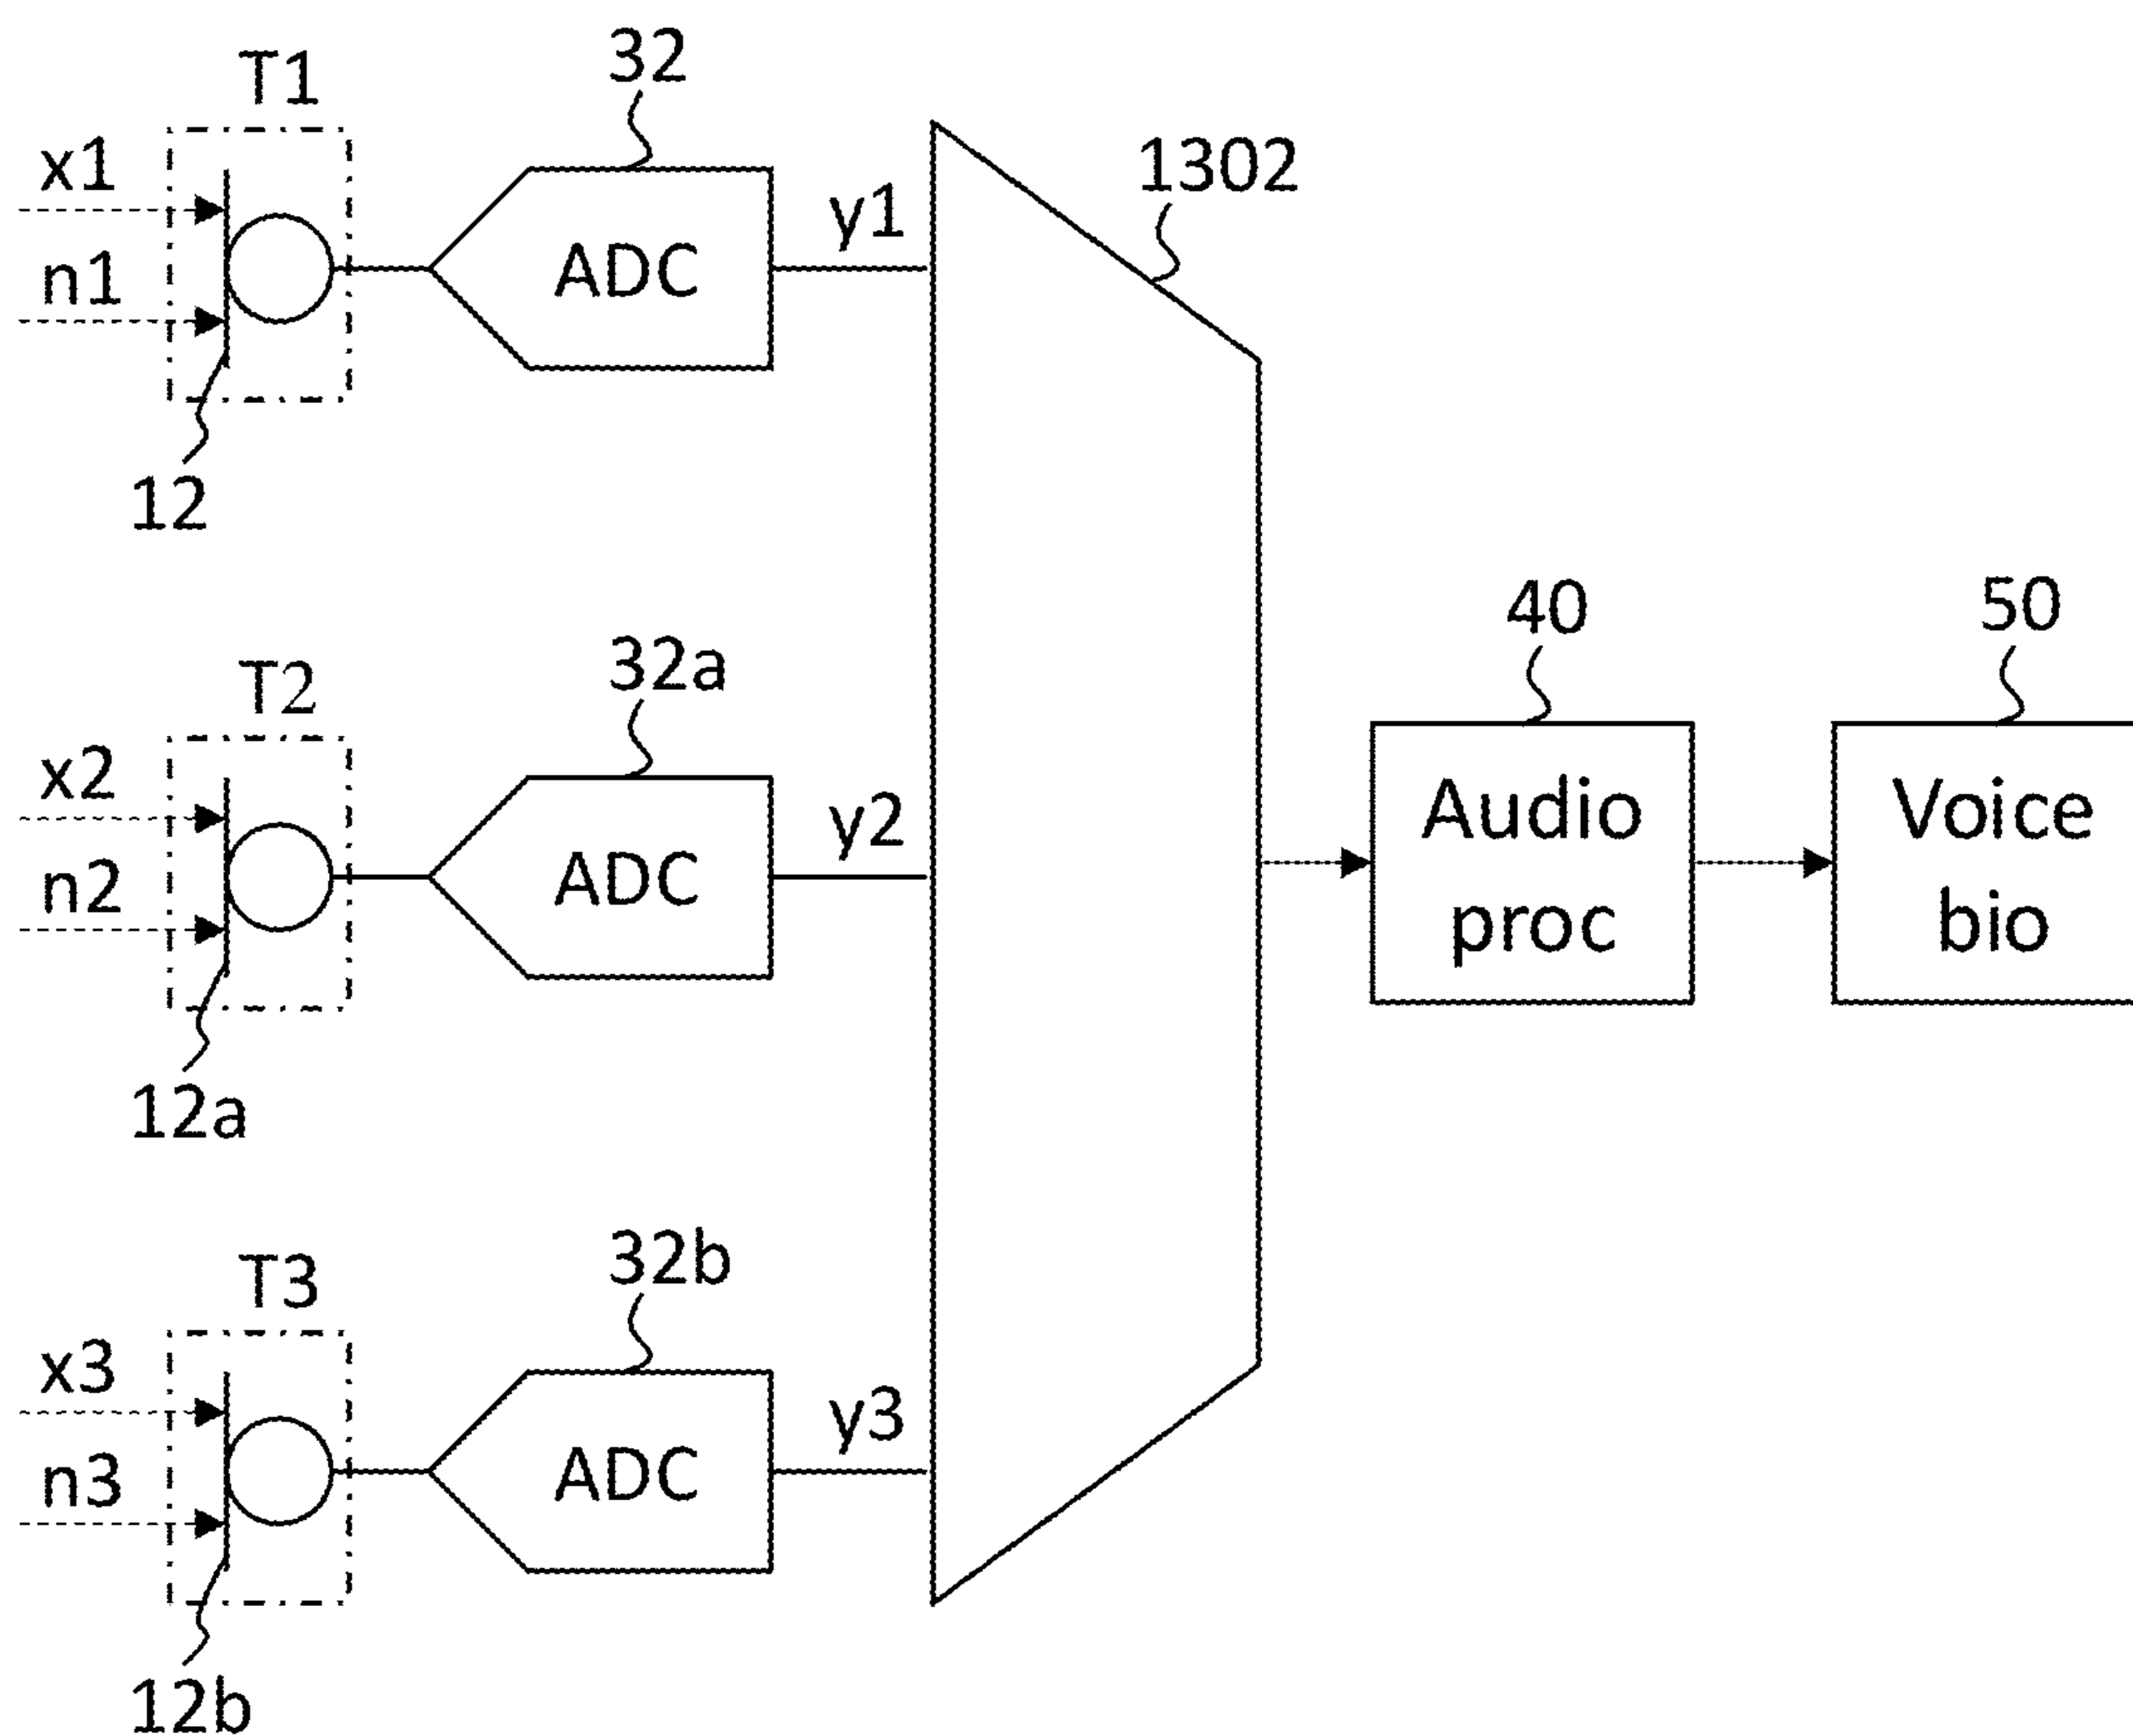 T1
32
x1
n1
ADC
y1
1302
12
T2
32a
x2
n2
ADC
y2
40
50
Audio
proc
Voice
bio
12a
T3
32b
x3
n3
ADC
y3
12b